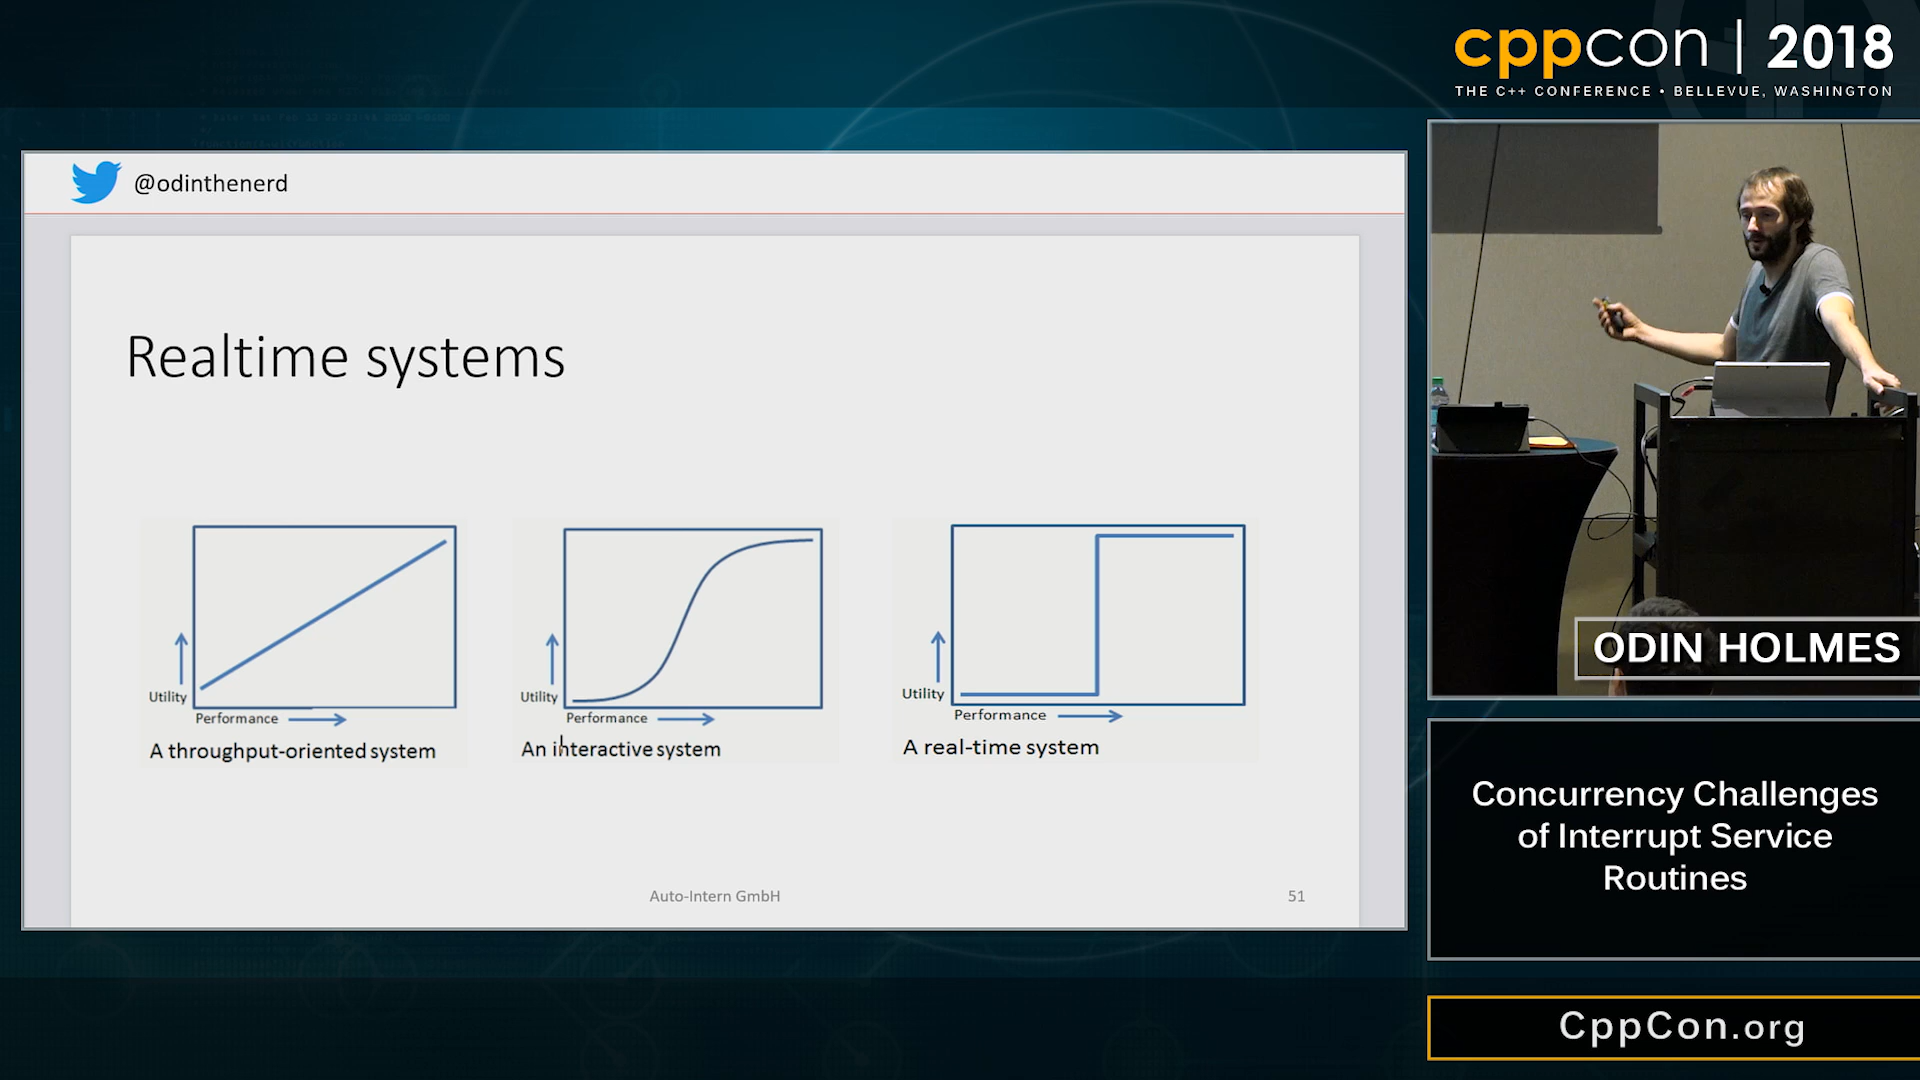 cppcon | 2018
THE C++ CONFERENCE • BELLEVUE, WASHINGTON
@odinthenerd
Realtime systems
Utility
Performance
A throughput-oriented system
Utility
Performance
An interactive system
Utility
Performance
A real-time system
Auto-Intern GmbH
51
ODIN HOLMES
Concurrency Challenges
of Interrupt Service
Routines
CppCon.org